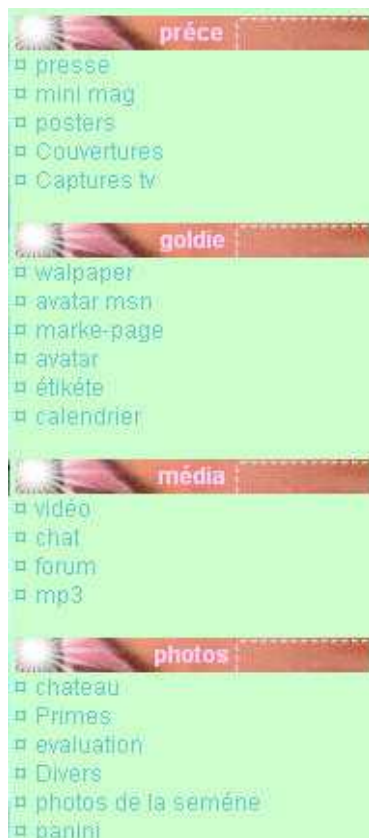 préce
¤ presse
¤ mini mag
¤ posters
¤ Couvertures
¤ Captures tv
goldie
¤ walpaper
¤ avatar msn
¤ marke-page
¤ avatar
¤ étikéte
¤ calendrier
média
¤ vidéo
¤ chat
¤ forum
¤ mp3
photos
¤ chateau
¤ Primes
¤ evaluation
¤ Divers
¤ photos de la seméne
¤ panini